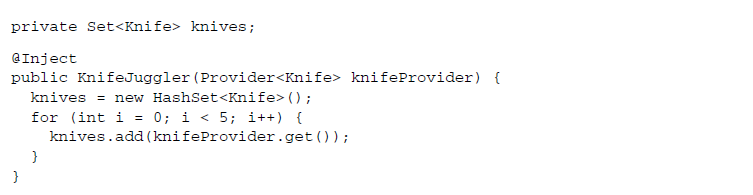 private Set<Knife> knives;
@Inject
public KnifeJuggler(Provider<Knife> knifeProvider) {
  knives = new HashSet<Knife>();
  for (int i = 0; i < 5; i++) {
    knives.add(knifeProvider.get());
  }
}